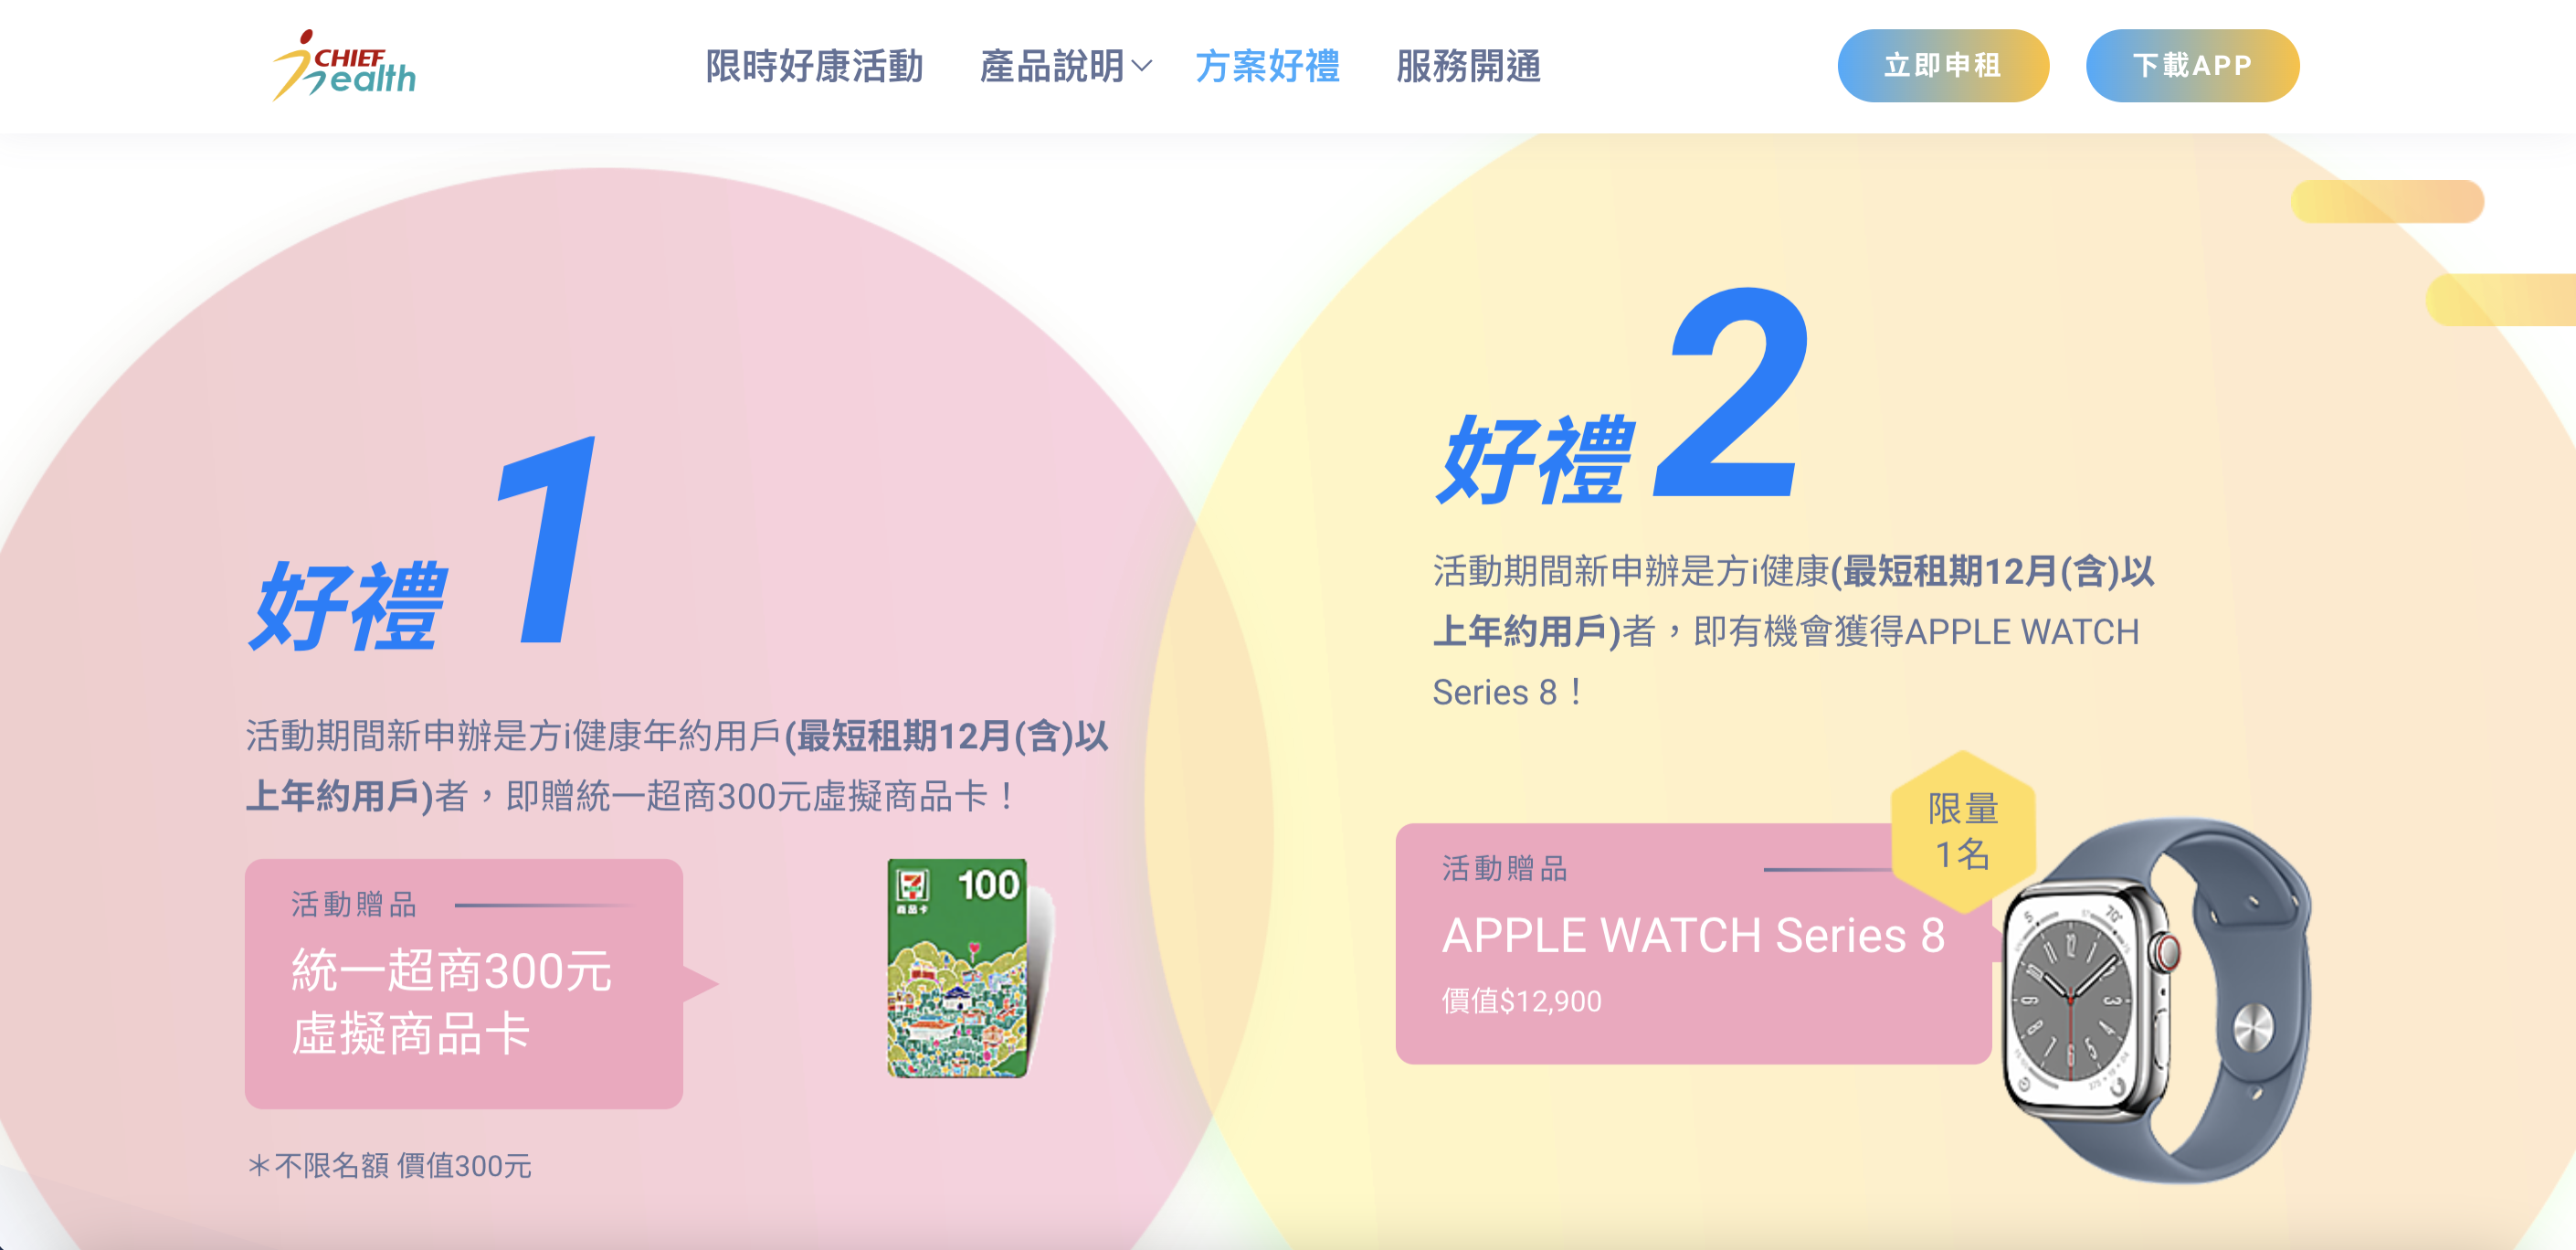 CHIEF
ealth
限時好康活動
產品說明
方案好禮
服務開通
立即申租
下載APP
好禮 1
活動期間新申辦是方i健康年約用戶(最短租期12月(含)以
上年約用戶)者，即贈統一超商300元虛擬商品卡！
活動贈品
統一超商300元
虛擬商品卡
7-ELEVEN
100
商品卡
＊不限名額 價值300元
好禮 2
活動期間新申辦是方i健康(最短租期12月(含)以
上年約用戶)者，即有機會獲得APPLE WATCH
Series 8！
限量
1名
活動贈品
APPLE WATCH Series 8
價值$12,900